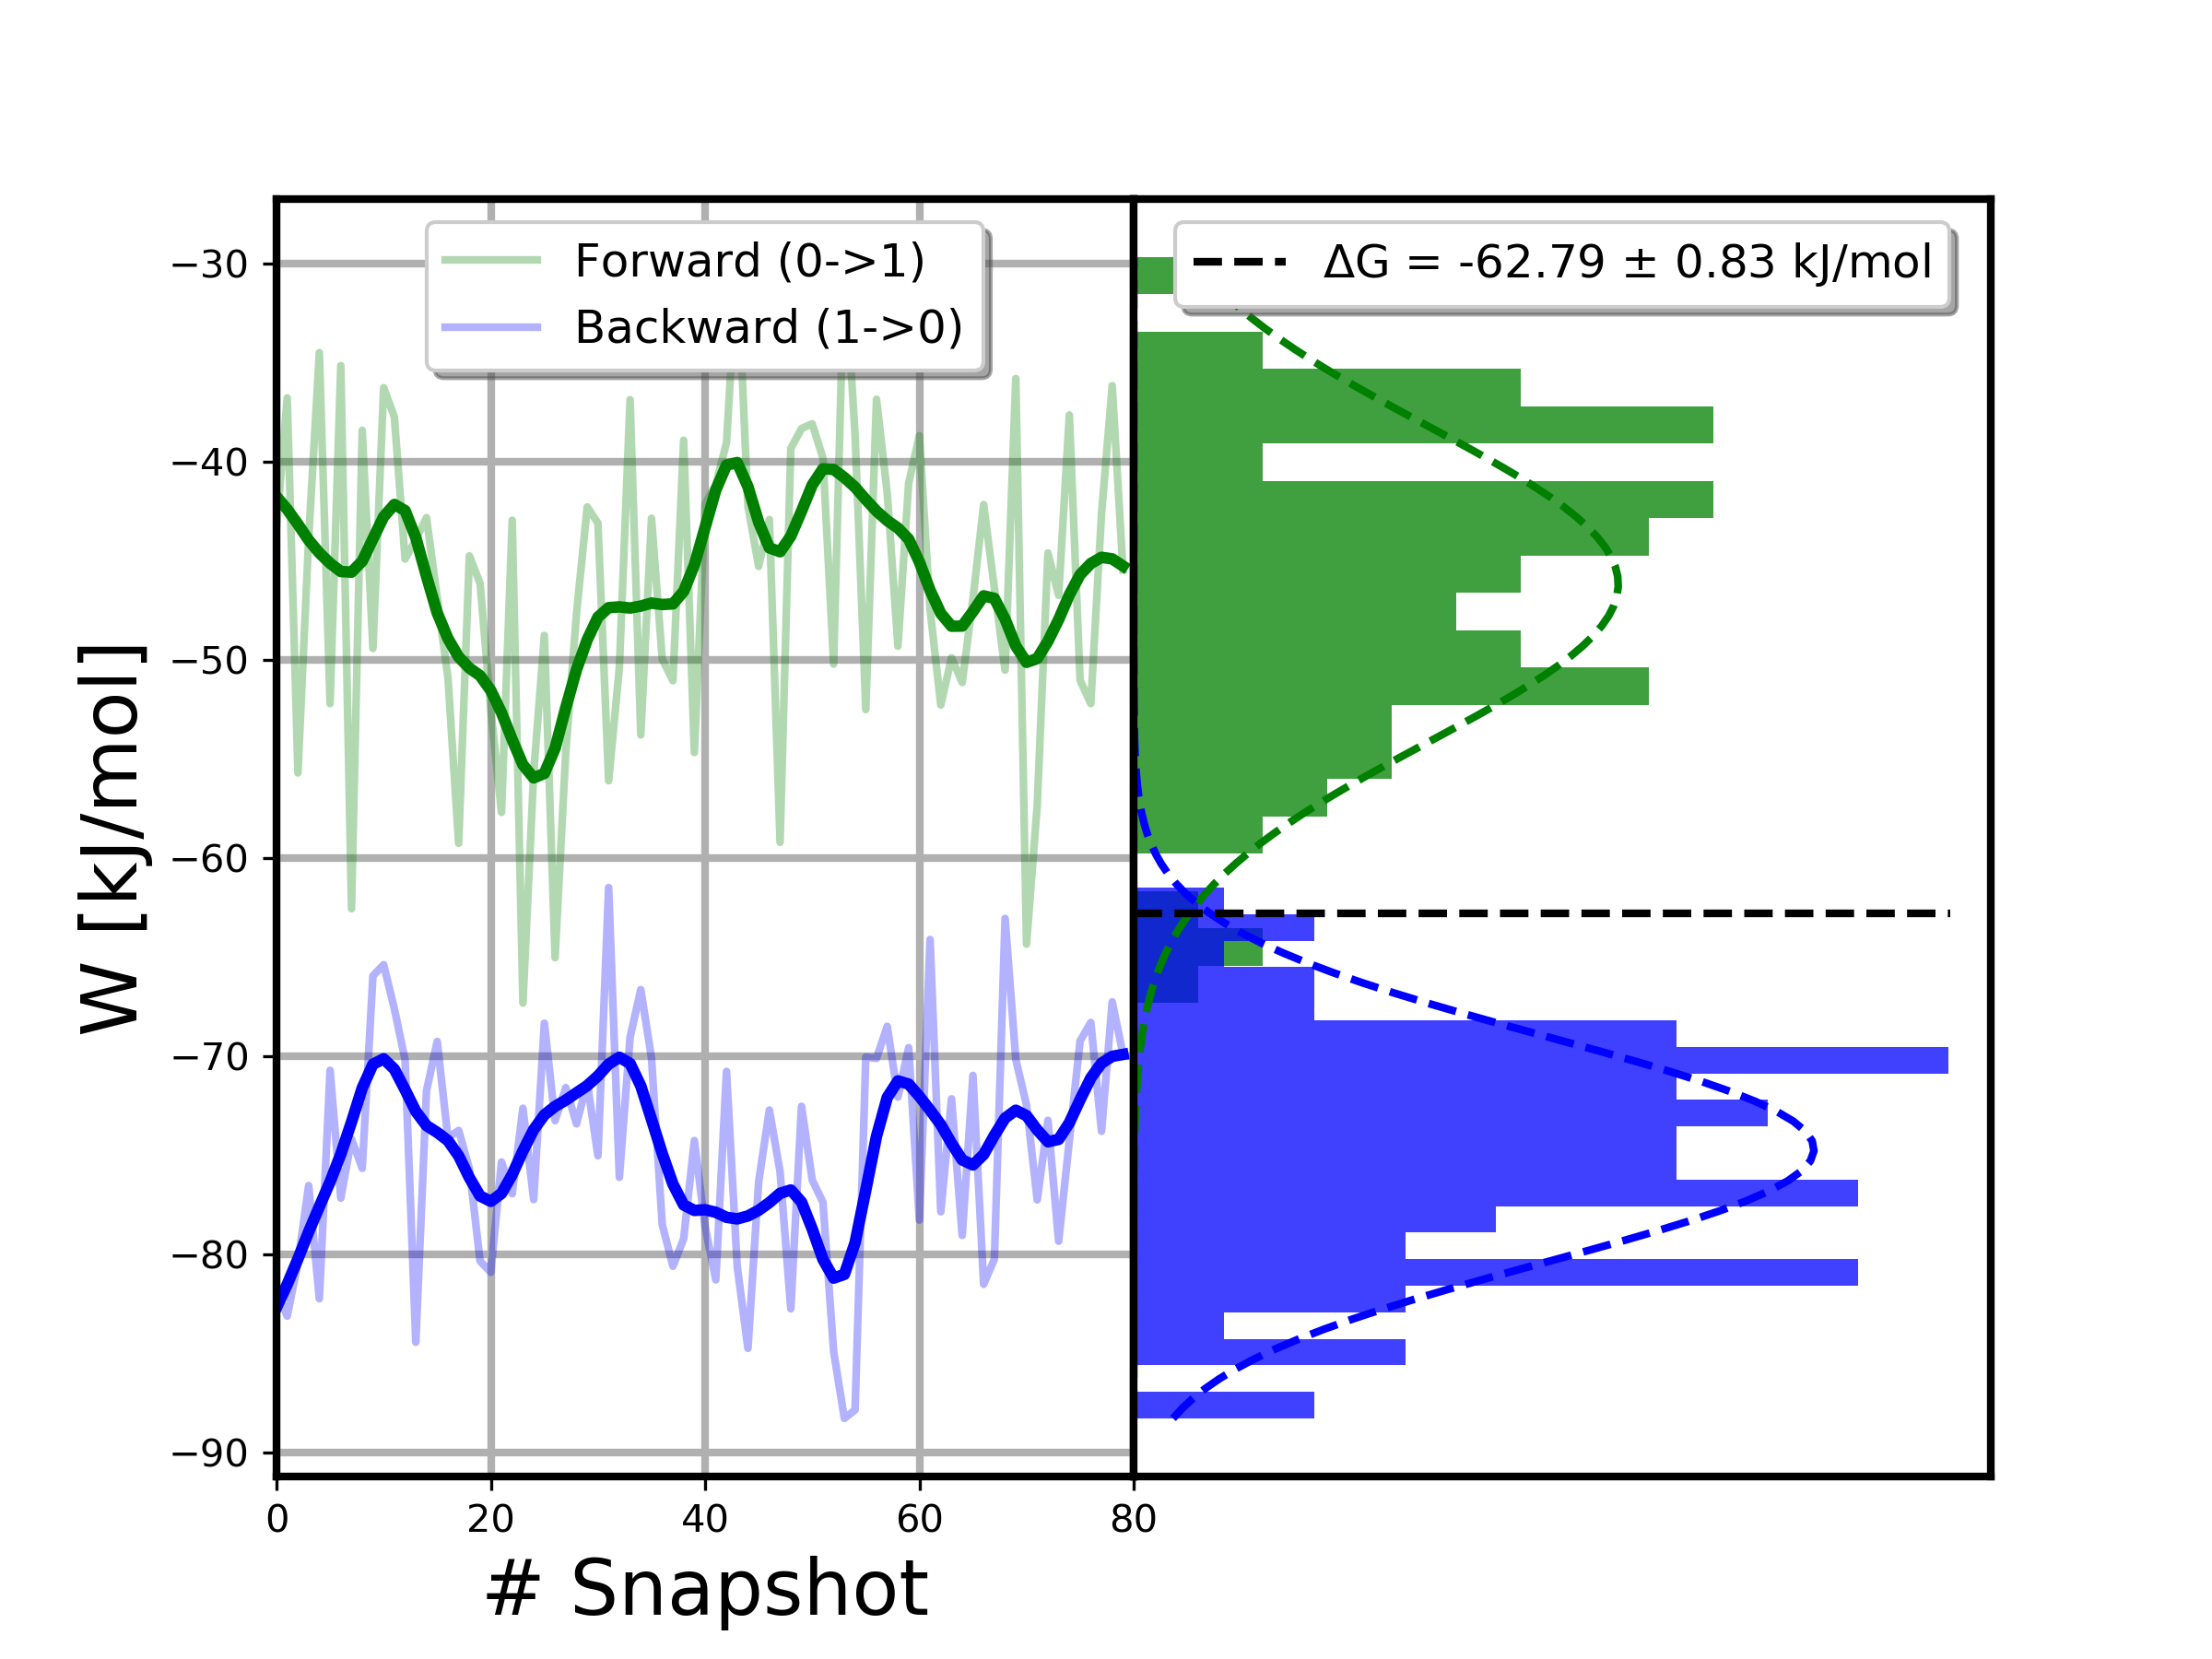 Forward (0->1)
Backward (1->0)
ΔG = -62.79 ± 0.83 kJ/mol
W [kJ/mol]
−30
−40
−50
−60
−70
−80
−90
0 20 40 60 80
# Snapshot